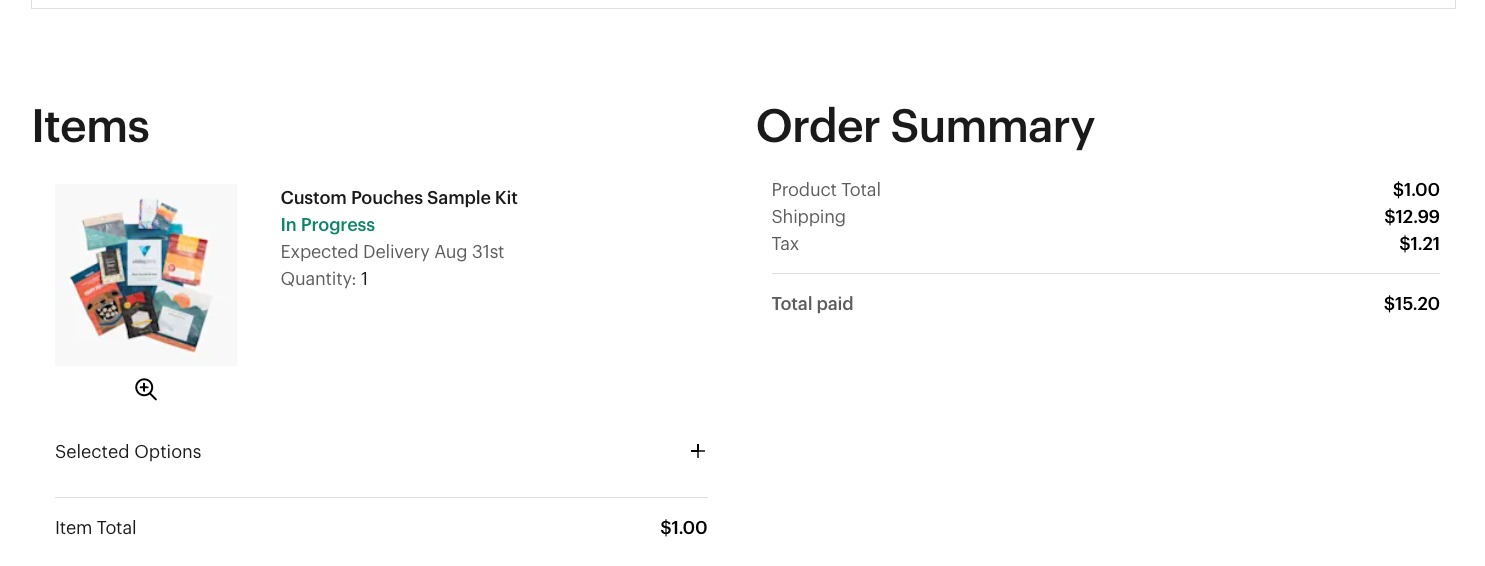 Items
Custom Pouches Sample Kit
In Progress
Expected Delivery Aug 31st
Quantity: 1
Selected Options
Item Total $1.00
Order Summary
Product Total $1.00
Shipping $12.99
Tax $1.21
Total paid $15.20